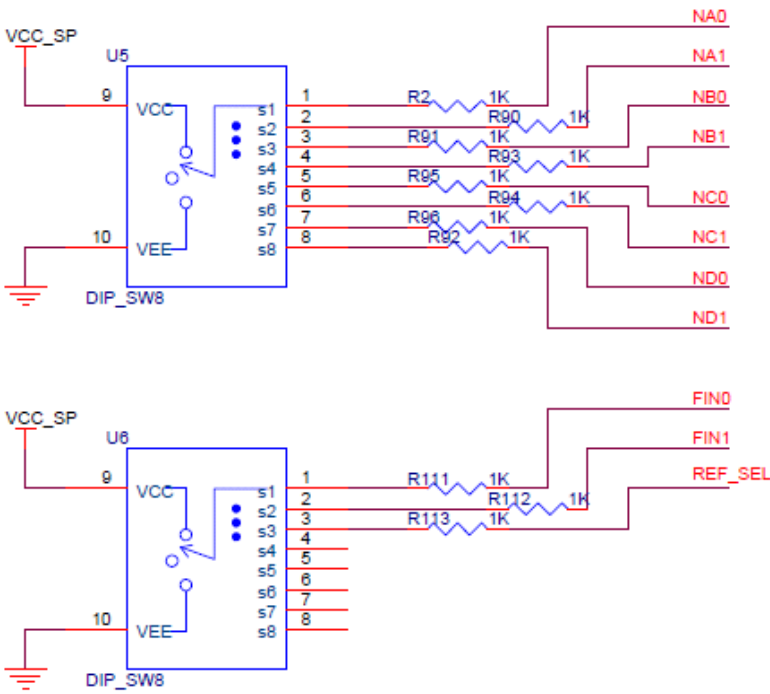 NA0
VCC_SP
U5
NA1
9 VCC s1 1 R2 1K NB0
s2 2 R90 1K
s3 3 R91 1K NB1
s4 4 R93 1K
s5 5 R95 1K NC0
s6 6 R94 1K
s7 7 R96 1K NC1
10 VEE s8 8 R92 1K
ND0
DIP_SW8
ND1
FIN0
VCC_SP
U6 FIN1
9 VCC s1 1 R111 1K REF_SEL
s2 2 R112 1K
s3 3 R113 1K
s4 4
s5 5
s6 6
s7 7
10 VEE s8 8
DIP_SW8